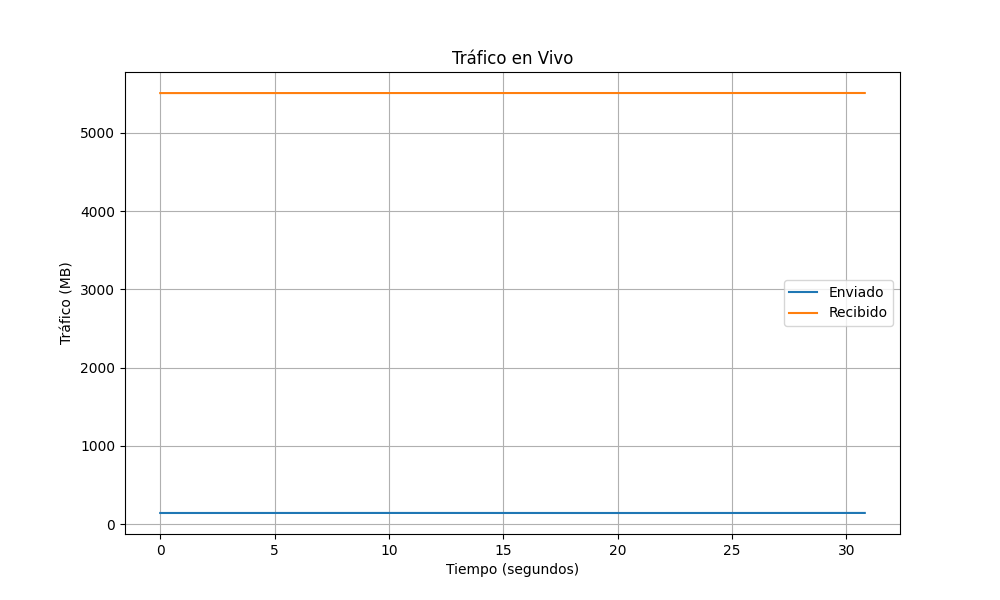 Tráfico en Vivo
Tráfico (MB)
5000
4000
3000
2000
1000
0
Enviado
Recibido
0 5 10 15 20 25 30
Tiempo (segundos)